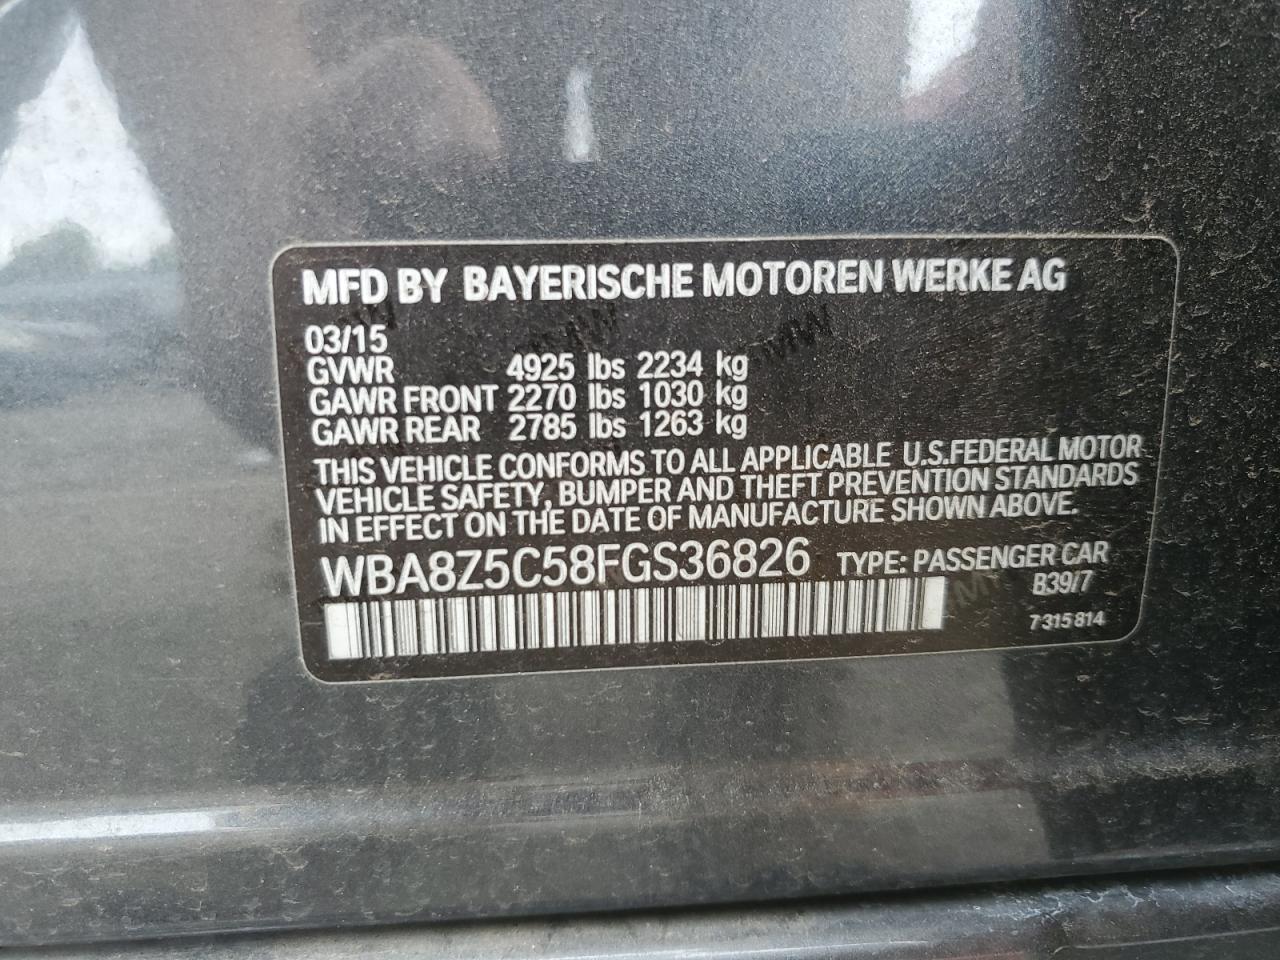 MFD BY BAYERISCHE MOTOREN WERKE AG
03/15
GVWR 4925 lbs 2234 kg
GAWR FRONT 2270 lbs 1030 kg
GAWR REAR 2785 lbs 1263 kg
THIS VEHICLE CONFORMS TO ALL APPLICABLE U.S.FEDERAL MOTOR
VEHICLE SAFETY, BUMPER AND THEFT PREVENTION STANDARDS
IN EFFECT ON THE DATE OF MANUFACTURE SHOWN ABOVE.
WBA8Z5C58FGS36826 TYPE: PASSENGER CAR
B39/7
7 315 814